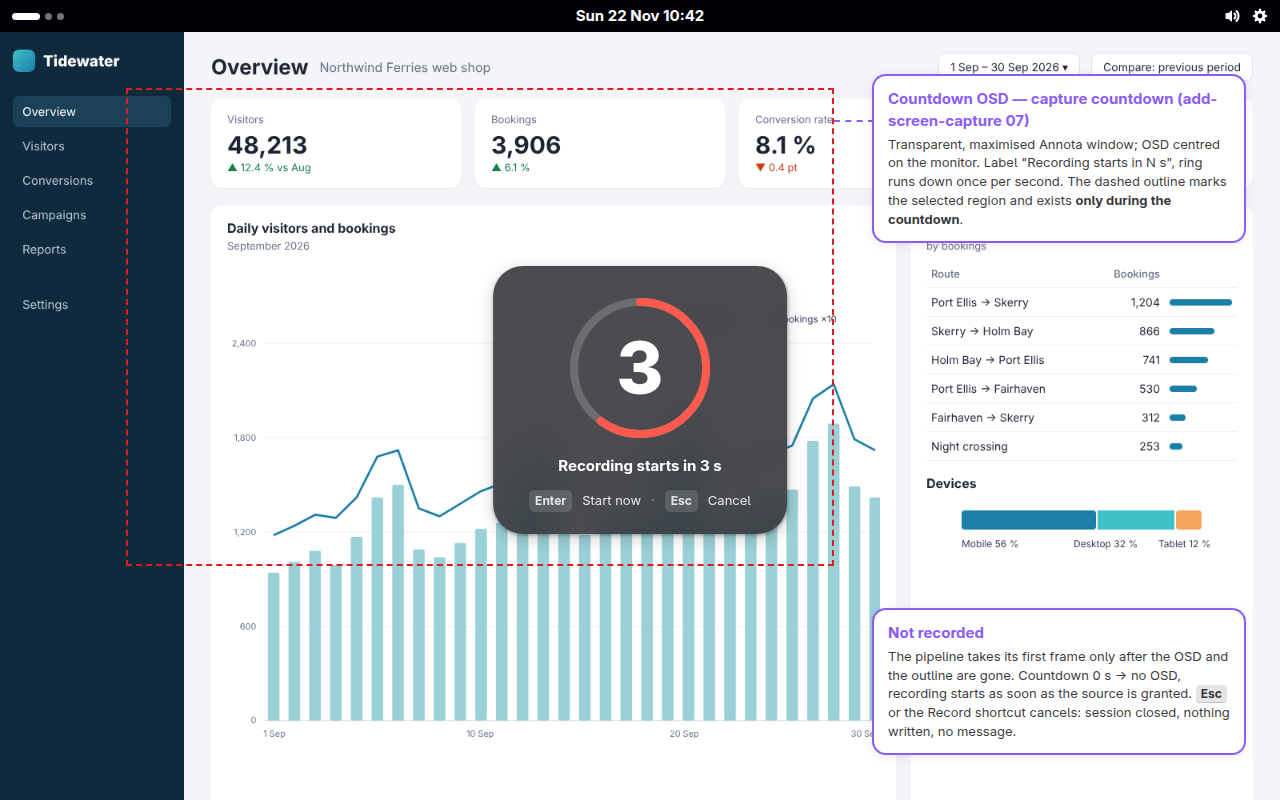 Sun 22 Nov 10:42
Tidewater
Overview
Visitors
Conversions
Campaigns
Reports
Settings
Overview Northwind Ferries web shop
1 Sep – 30 Sep 2026 ▾
Compare: previous period
Visitors
48,213
▲ 12.4 % vs Aug
Bookings
3,906
▲ 6.1 %
Conversion rate
8.1 %
▼ 0.4 pt
Countdown OSD — capture countdown (add-
screen-capture 07)
Transparent, maximised Annota window; OSD centred
on the monitor. Label "Recording starts in N s", ring
runs down once per second. The dashed outline marks
the selected region and exists only during the
countdown.
Daily visitors and bookings
September 2026
ookings ×10
2,400
1,800
1,200
600
0
1 Sep
10 Sep
20 Sep
30 Se
3
Recording starts in 3 s
Enter Start now · Esc Cancel
by bookings
Route Bookings
Port Ellis → Skerry 1,204
Skerry → Holm Bay 866
Holm Bay → Port Ellis 741
Port Ellis → Fairhaven 530
Fairhaven → Skerry 312
Night crossing 253
Devices
Mobile 56 % Desktop 32 % Tablet 12 %
Not recorded
The pipeline takes its first frame only after the OSD and
the outline are gone. Countdown 0 s → no OSD,
recording starts as soon as the source is granted. Esc
or the Record shortcut cancels: session closed, nothing
written, no message.